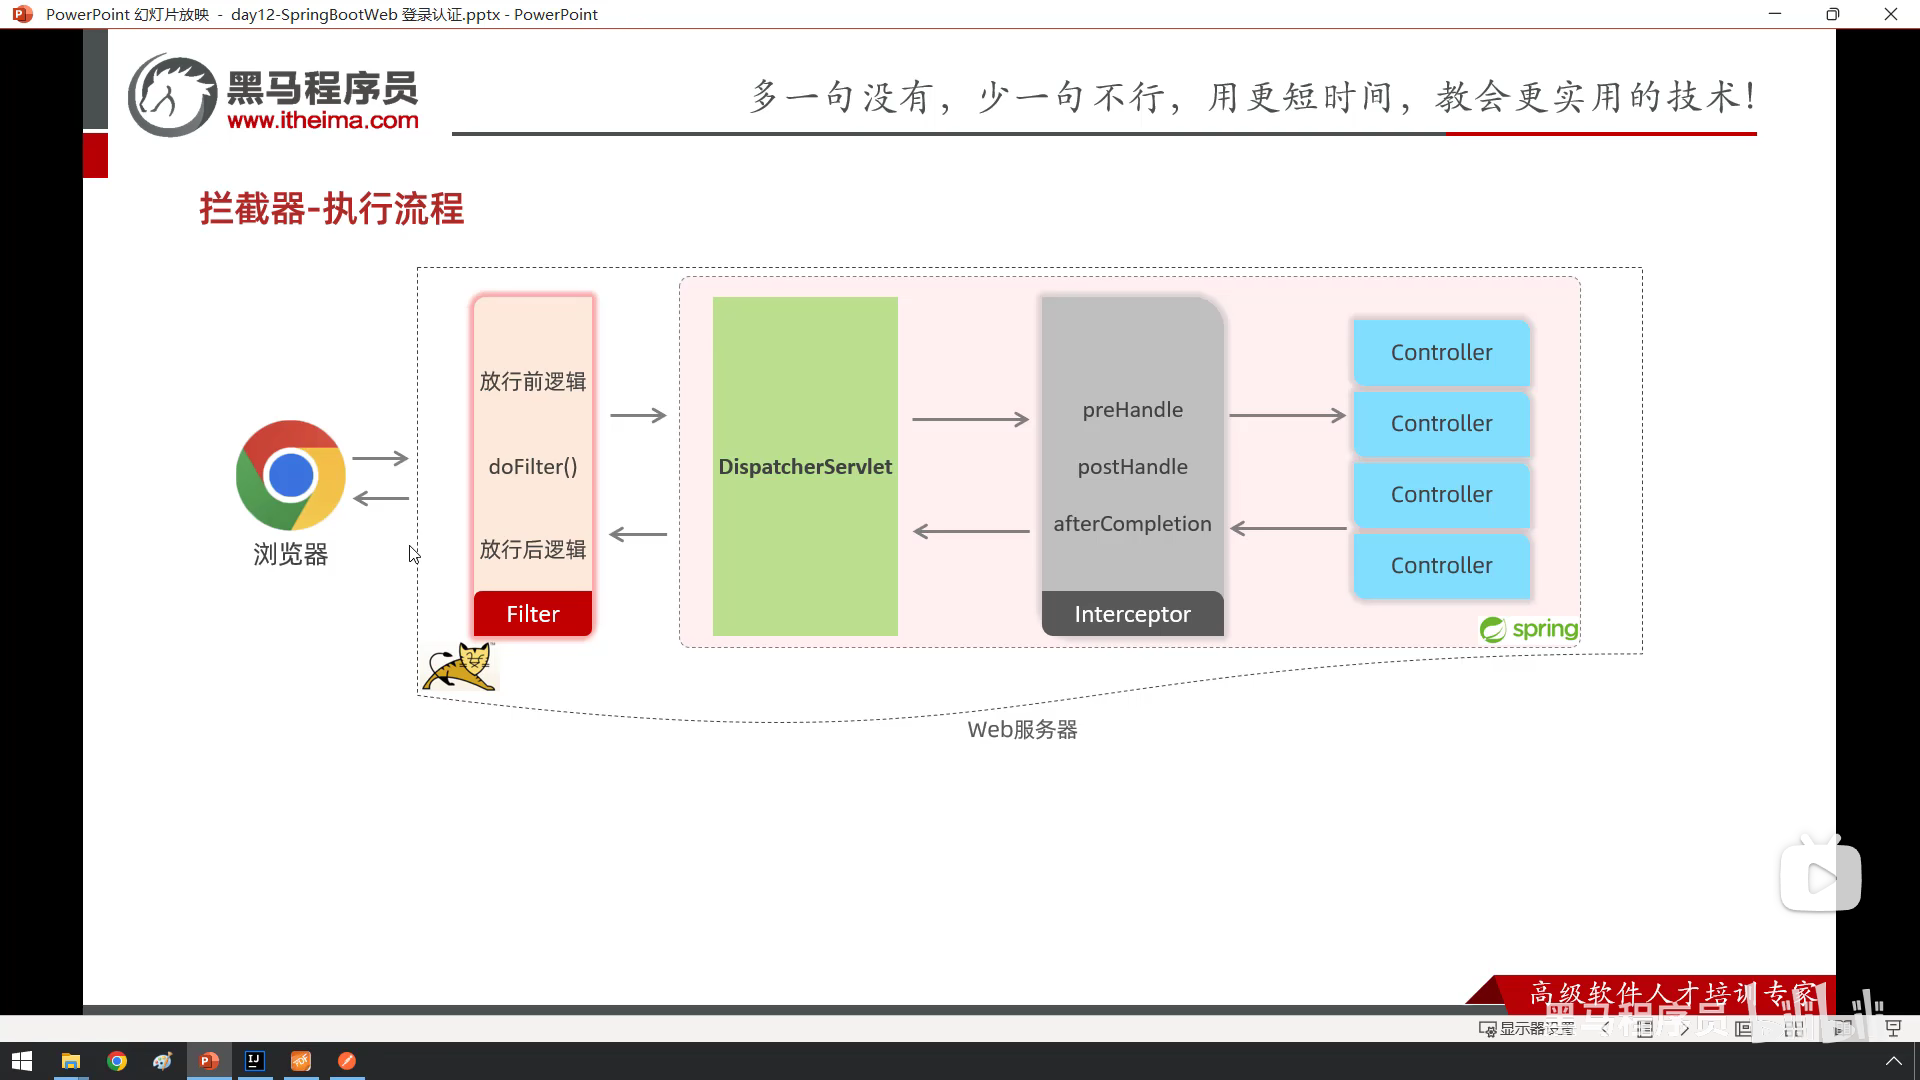 PowerPoint 幻灯片放映 - day12-SpringBootWeb 登录认证.pptx - PowerPoint
黑马程序员
www.itheima.com
多一句没有，少一句不行，用更短时间，教会更实用的技术！
拦截器-执行流程
浏览器
放行前逻辑
doFilter()
放行后逻辑
Filter
DispatcherServlet
preHandle
postHandle
afterCompletion
Interceptor
Controller
Controller
Controller
Controller
spring
Web服务器
高级软件人才培训专家
黑马程序员
显示器设置